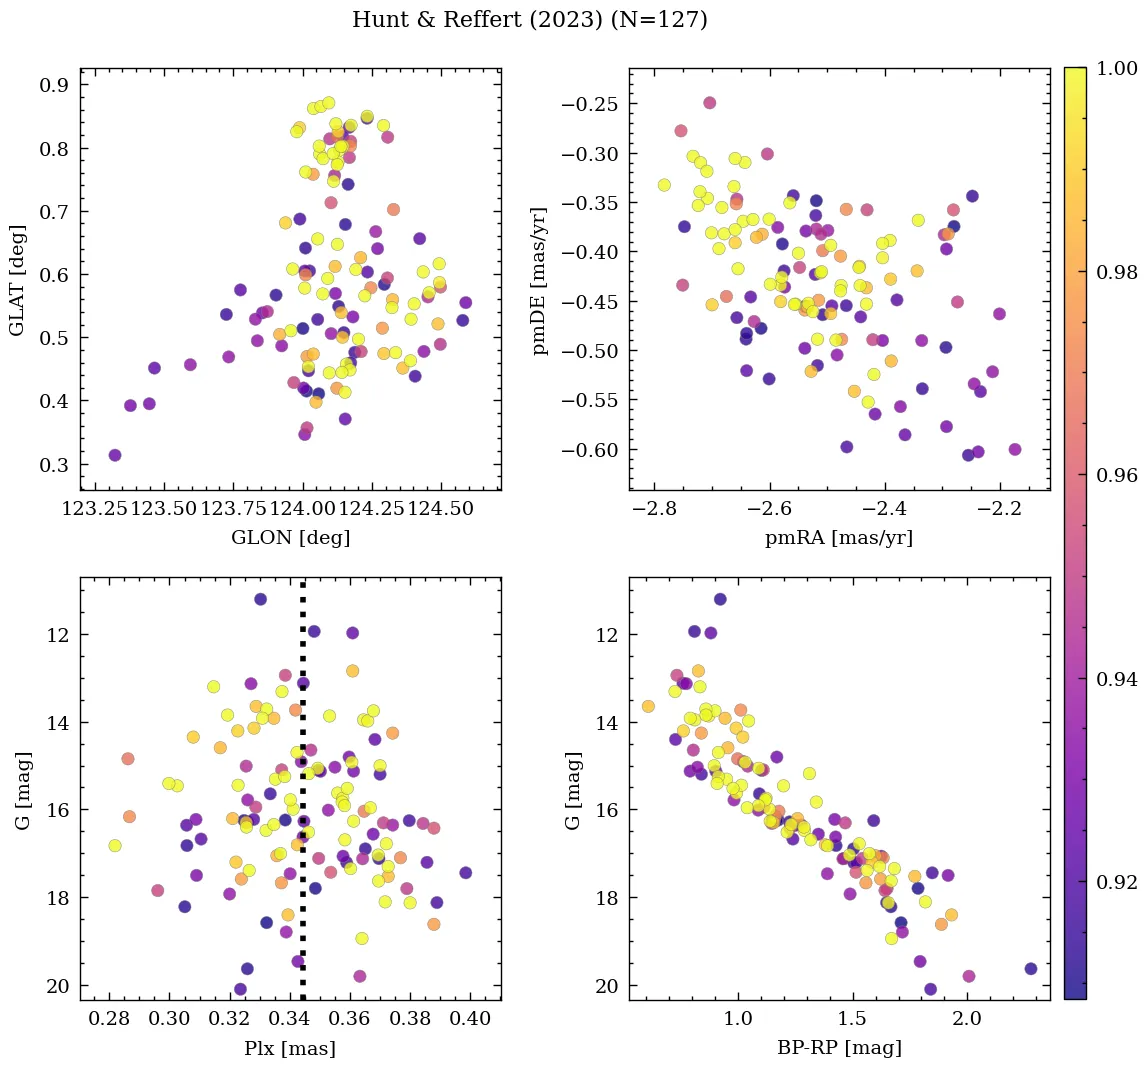 Hunt & Reffert (2023) (N=127)
0.9
0.8
0.7
0.6
0.5
0.4
0.3
GLAT [deg]
123.25 123.50 123.75 124.00 124.25 124.50
GLON [deg]
−0.25
−0.30
−0.35
−0.40
−0.45
−0.50
−0.55
−0.60
pmDE [mas/yr]
−2.8 −2.6 −2.4 −2.2
pmRA [mas/yr]
12
14
16
18
20
G [mag]
0.28 0.30 0.32 0.34 0.36 0.38 0.40
Plx [mas]
12
14
16
18
20
G [mag]
1.0 1.5 2.0
BP-RP [mag]
1.00
0.98
0.96
0.94
0.92